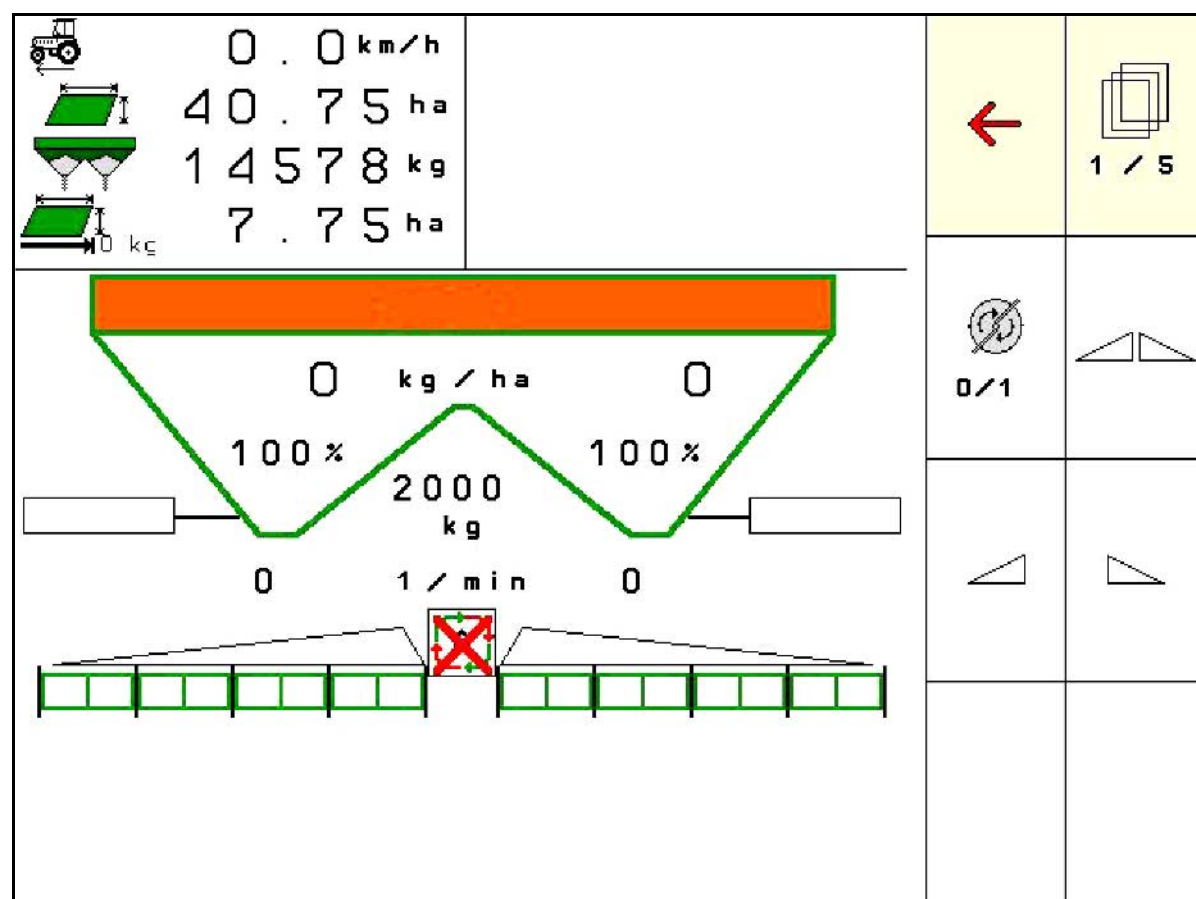 0.0 km/h
40.75 ha
14578 kg
7.75 ha
0 kg
1 / 5
0/1
0 kg / ha 0
100% 100%
2000
kg
0 1 / min 0